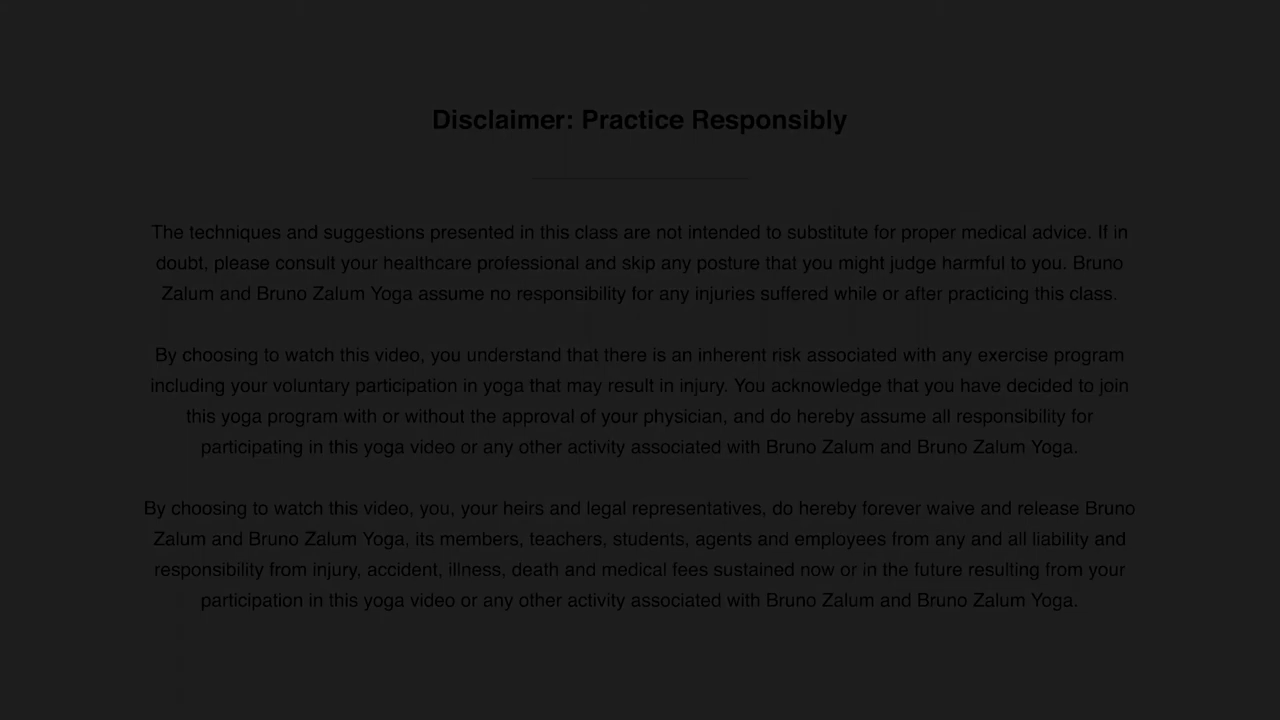 Disclaimer: Practice Responsibly
The techniques and suggestions presented in this class are not intended to substitute for proper medical advice. If in
doubt, please consult your healthcare professional and skip any posture that you might judge harmful to you. Bruno
Zalum and Bruno Zalum Yoga assume no responsibility for any injuries suffered while or after practicing this class.
By choosing to watch this video, you understand that there is an inherent risk associated with any exercise program
including your voluntary participation in yoga that may result in injury. You acknowledge that you have decided to join
this yoga program with or without the approval of your physician, and do hereby assume all responsibility for
participating in this yoga video or any other activity associated with Bruno Zalum and Bruno Zalum Yoga.
By choosing to watch this video, you, your heirs and legal representatives, do hereby forever waive and release Bruno
Zalum and Bruno Zalum Yoga, its members, teachers, students, agents and employees from any and all liability and
responsibility from injury, accident, illness, death and medical fees sustained now or in the future resulting from your
participation in this yoga video or any other activity associated with Bruno Zalum and Bruno Zalum Yoga.